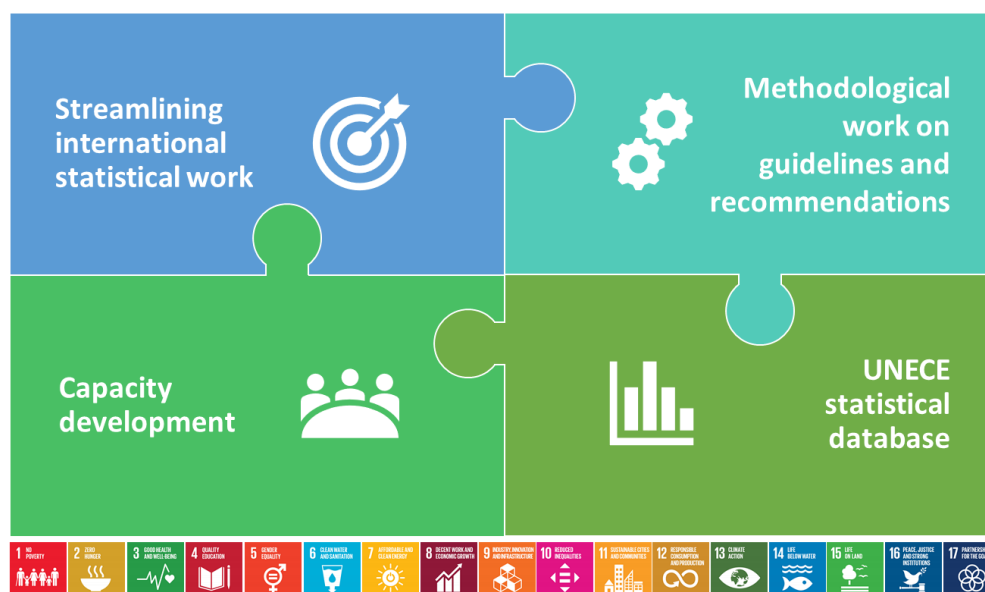 Streamlining
international
statistical work
Methodological
work on
guidelines and
recommendations
Capacity
development
UNECE
statistical
database
1 NO
POVERTY
2 ZERO
HUNGER
3 GOOD HEALTH
AND WELL-BEING
4 QUALITY
EDUCATION
5 GENDER
EQUALITY
6 CLEAN WATER
AND SANITATION
7 AFFORDABLE AND
CLEAN ENERGY
8 DECENT WORK AND
ECONOMIC GROWTH
9 INDUSTRY, INNOVATION
AND INFRASTRUCTURE
10 REDUCED
INEQUALITIES
11 SUSTAINABLE CITIES
AND COMMUNITIES
12 RESPONSIBLE
CONSUMPTION
AND PRODUCTION
13 CLIMATE
ACTION
14 LIFE
BELOW WATER
15 LIFE
ON LAND
16 PEACE, JUSTICE
AND STRONG
INSTITUTIONS
17 PARTNERSH
FOR THE GO